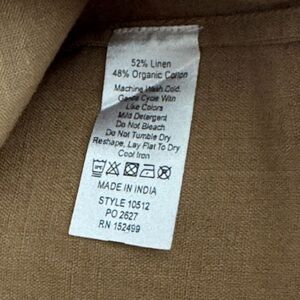 52% Linen
48% Organic Cotton
Machine Wash Cold,
Gentle Cycle With
Like Colors
Mild Detergent
Do Not Bleach
Do Not Tumble Dry
Reshape, Lay Flat To Dry
Cool Iron
MADE IN INDIA
STYLE 10512
PO 2627
RN 152499